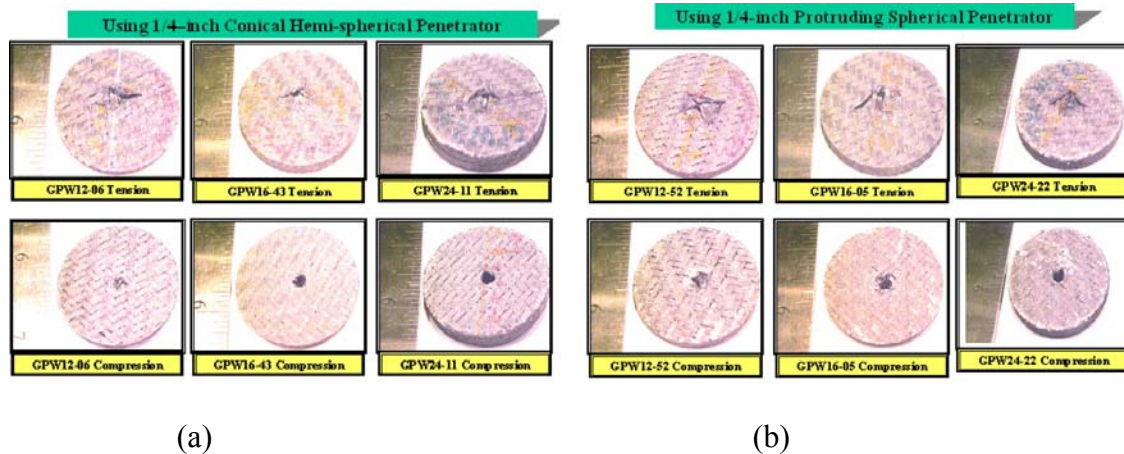 Using 1/4-inch Conical Hemi-spherical Penetrator
GPW12-06 Tension
GPW16-43 Tension
GPW24-11 Tension
GPW12-06 Compression
GPW16-43 Compression
GPW24-11 Compression
(a)
Using 1/4-inch Protruding Spherical Penetrator
GPW12-52 Tension
GPW16-05 Tension
GPW24-22 Tension
GPW12-52 Compression
GPW16-05 Compression
GPW24-22 Compression
(b)